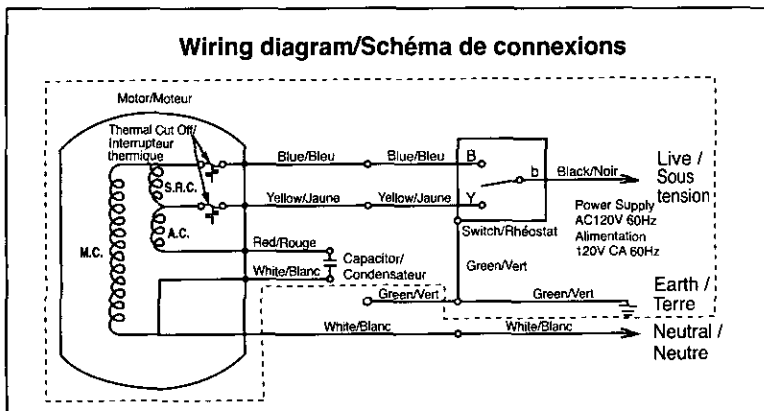 Wiring diagram/Schéma de connexions
Motor/Moteur
Thermal Cut Off/
Interrupteur
thermique
S.R.C.
A.C.
M.C.
Blue/Bleu
Blue/Bleu
B
b
Black/Noir
Live /
Sous
tension
Yellow/Jaune
Yellow/Jaune
Y
Power Supply
AC120V 60Hz
Alimentation
120V CA 60Hz
Switch/Rhéostat
Red/Rouge
White/Blanc
Capacitor/
Condensateur
Green/Vert
Green/Vert
Green/Vert
Earth /
Terre
White/Blanc
White/Blanc
Neutral /
Neutre